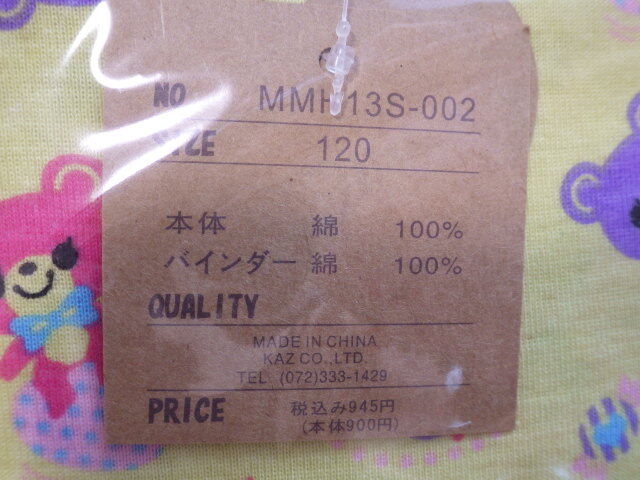 NO MMH13S-002
SIZE 120
本体 綿 100%
バインダー 綿 100%
QUALITY
MADE IN CHINA
KAZ CO.,LTD.
TEL (072)333-1429
PRICE 税込み945円
(本体900円)